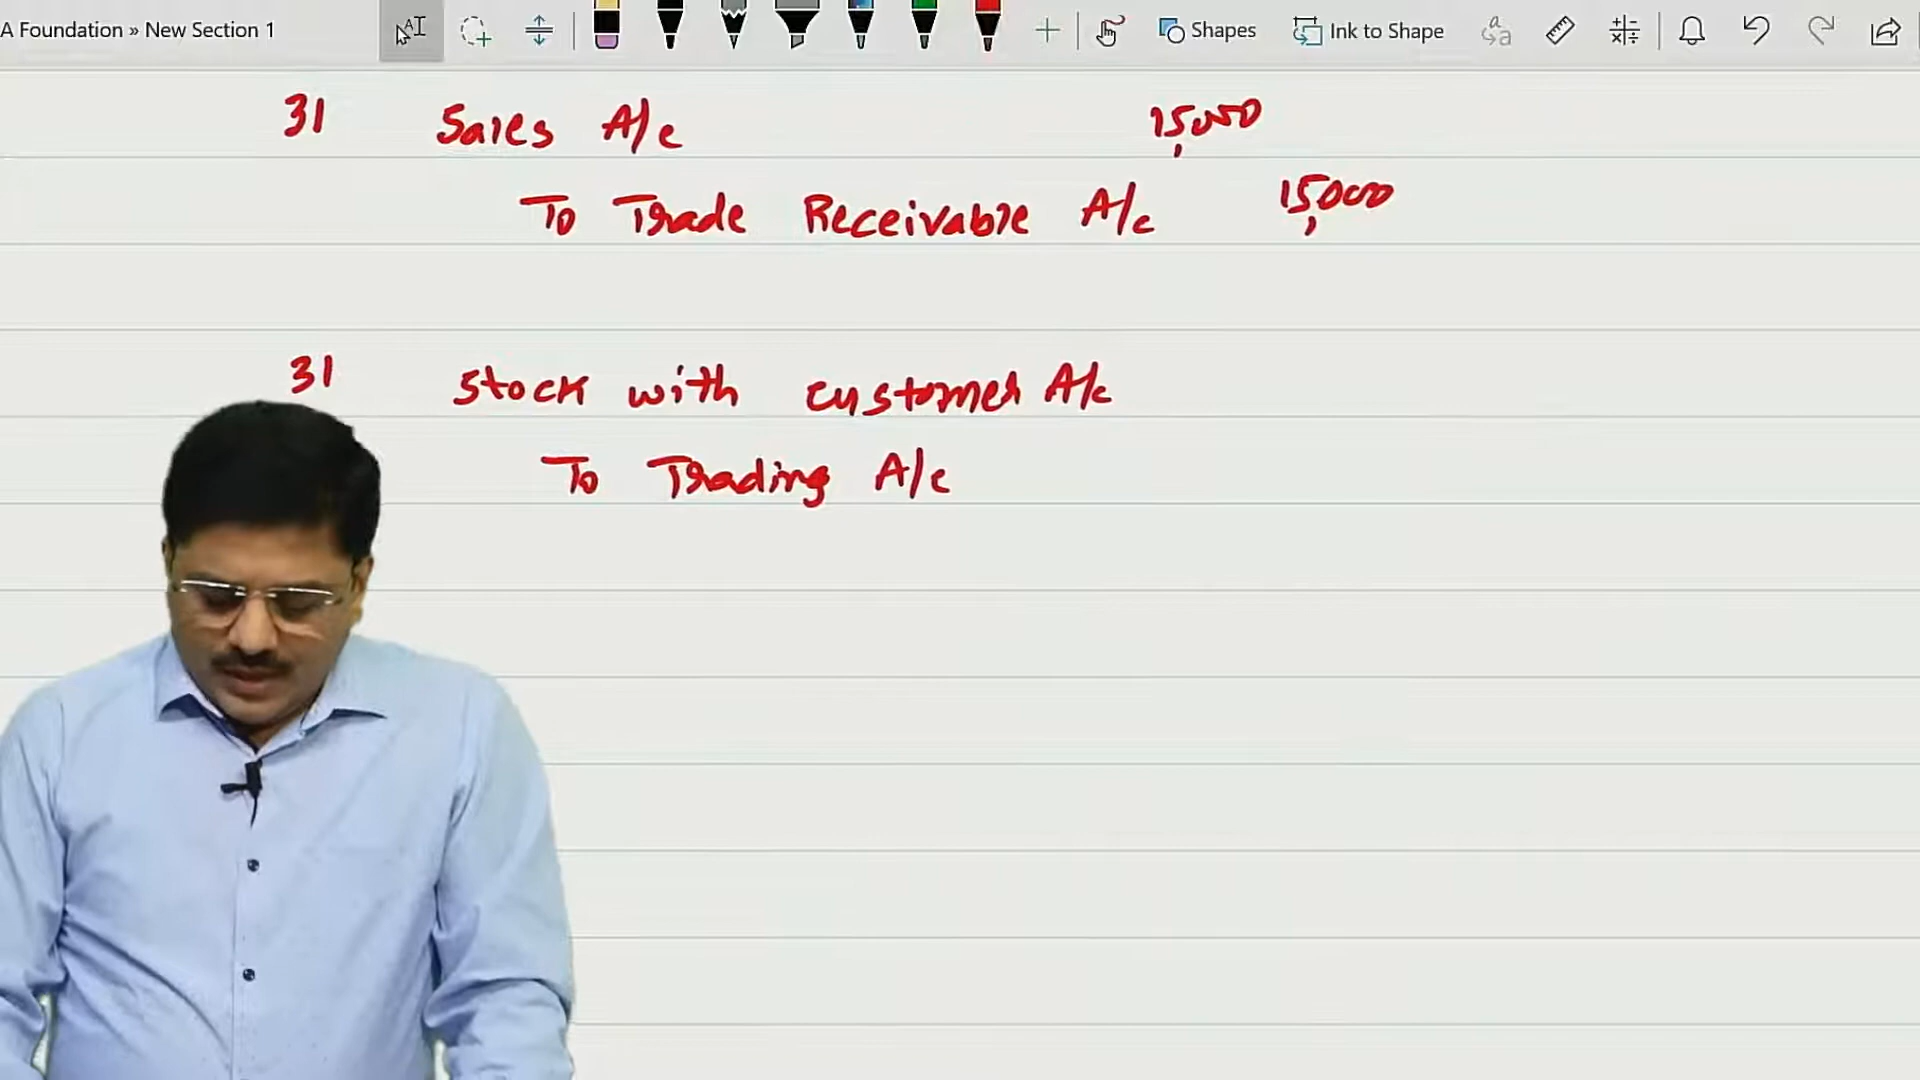 A Foundation » New Section 1
Shapes
Ink to Shape
31 Sales A/c 15,000
To Trade Receivable A/c 15,000
31 Stock with customer A/c
To Trading A/c